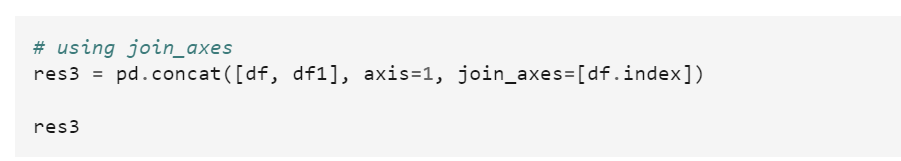 # using join_axes
res3 = pd.concat([df, df1], axis=1, join_axes=[df.index])
res3